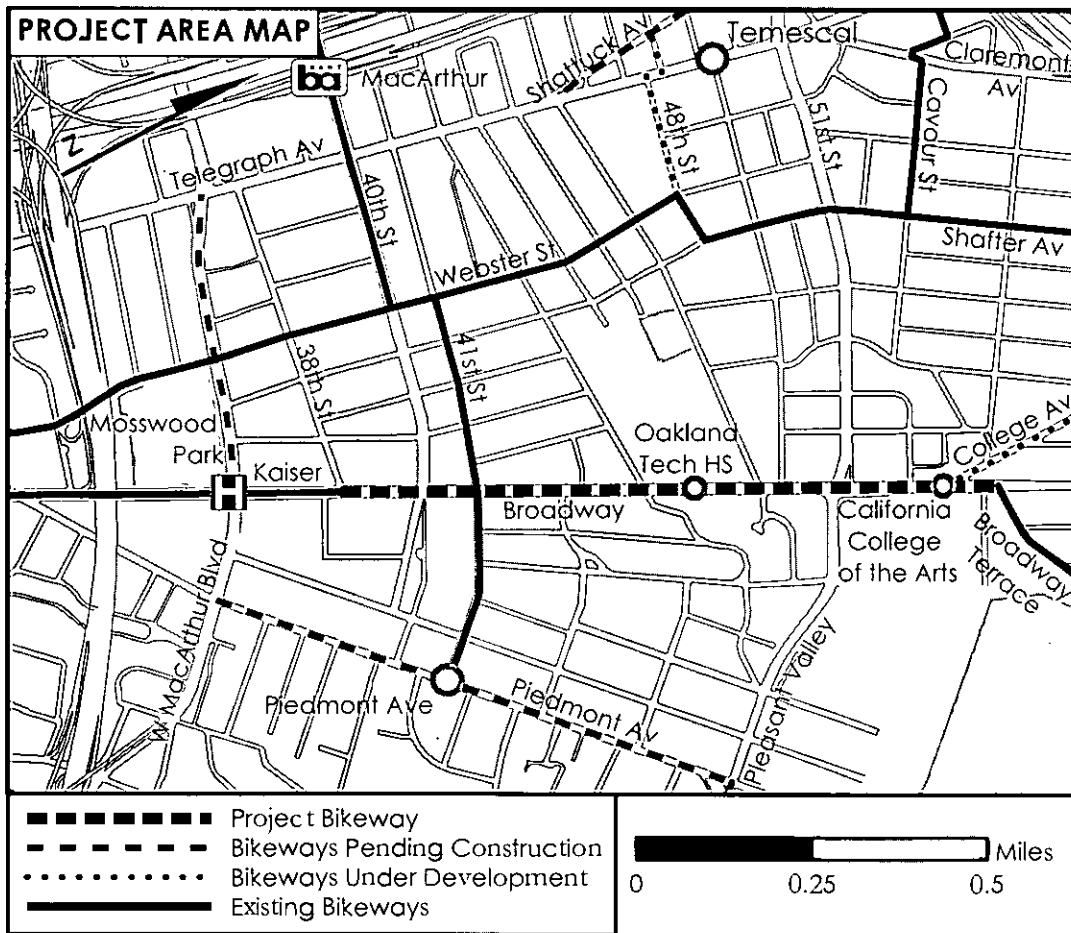 PROJECT AREA MAP
ba
MacArthur
Shattuck Av
Temescal
Claremont
Av
Cavour St
Z
Telegraph Av
48th St
51st St
40th St
Webster St
Shafter Av
38th St
41st St
Mosswood
Park
Kaiser
H
Oakland
Tech HS
College Av
Broadway
California
College
of the Arts
Broadway
Terrace
W MacArthur Blvd
Piedmont Ave
Piedmont Av
Pleasant Valley
Project Bikeway
Bikeways Pending Construction
Bikeways Under Development
Existing Bikeways
Miles
0
0.25
0.5